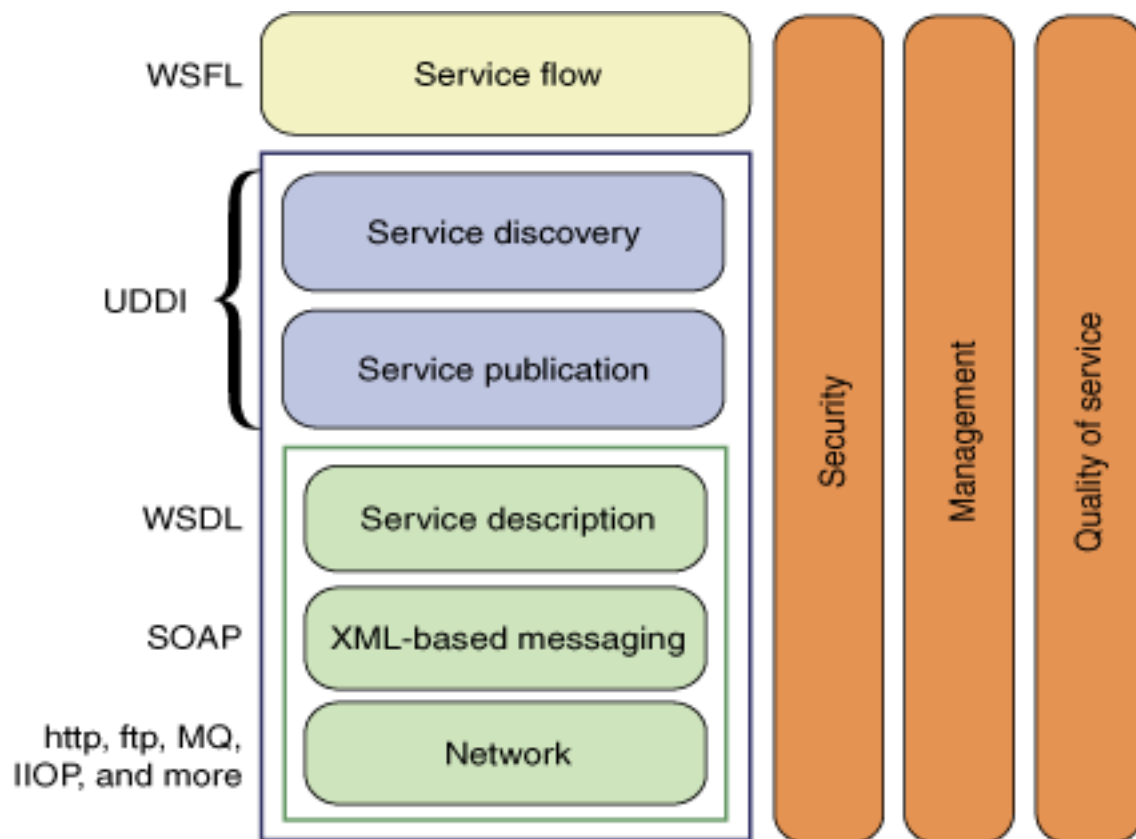 WSFL
Service flow
UDDI
Service discovery
Service publication
WSDL
Service description
SOAP
XML-based messaging
http, ftp, MQ,
IIOP, and more
Network
Security
Management
Quality of service